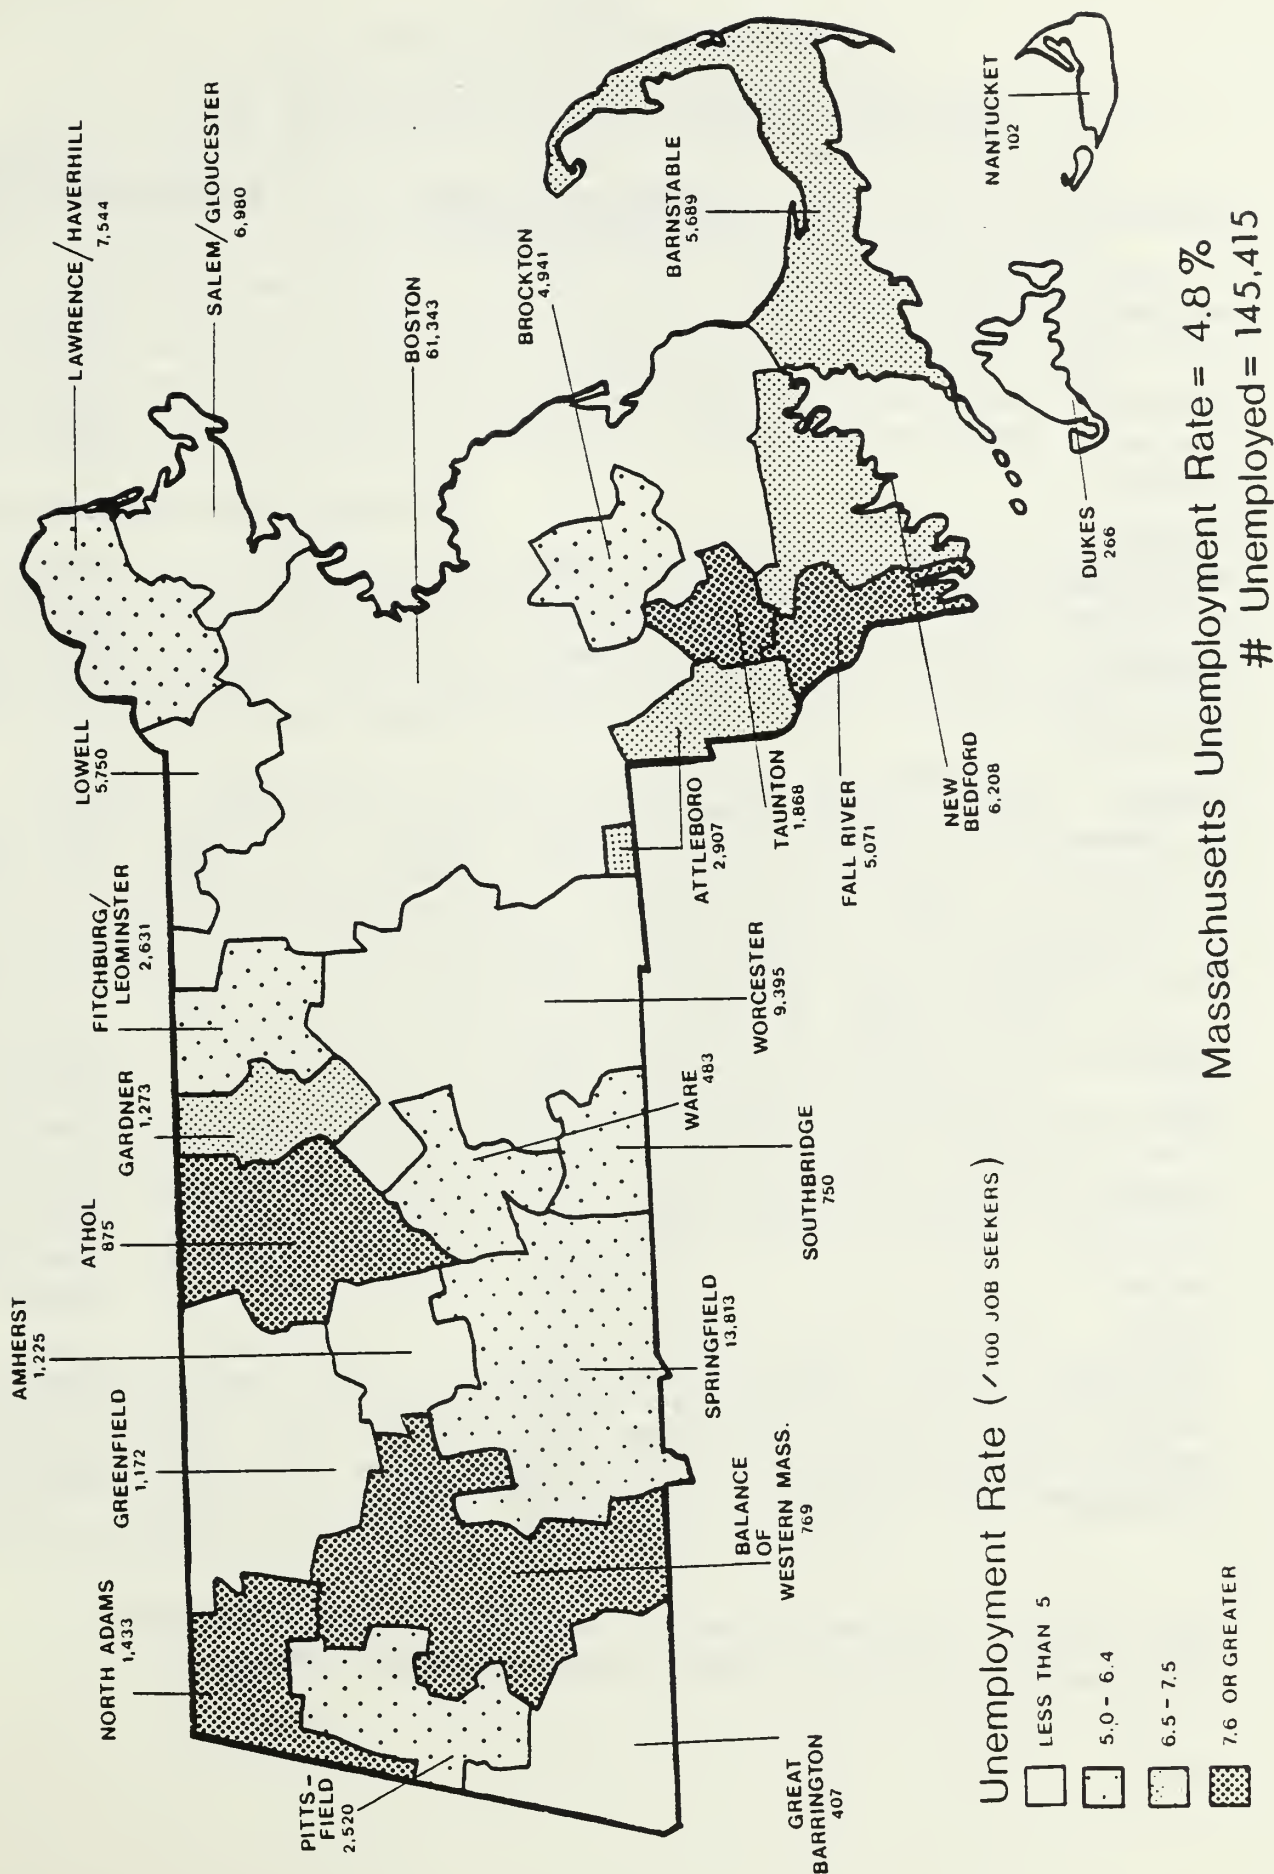 NORTH ADAMS
1,433
GREENFIELD
1,172
AMHERST
1,225
ATHOL
875
GARDNER
1,273
FITCHBURG/
LEOMINSTER
2,631
LOWELL
5,750
LAWRENCE/HAVERHILL
7,544
SALEM/GLOUCESTER
6,980
BOSTON
61,343
BROCKTON
4,941
BARNSTABLE
5,689
NANTUCKET
102
DUKES
266
PITTS-
FIELD
2,520
GREAT
BARRINGTON
407
BALANCE
OF
WESTERN MASS.
769
SPRINGFIELD
13,813
SOUTHBRIDGE
750
WARE
483
WORCESTER
9,395
ATTLEBORO
2,907
TAUNTON
1,868
FALL RIVER
5,071
NEW
BEDFORD
6,208
Unemployment Rate (/100 JOB SEEKERS)
LESS THAN 5
5.0 - 6.4
6.5 - 7.5
7.6 OR GREATER
Massachusetts Unemployment Rate = 4.8%
# Unemployed = 145,415